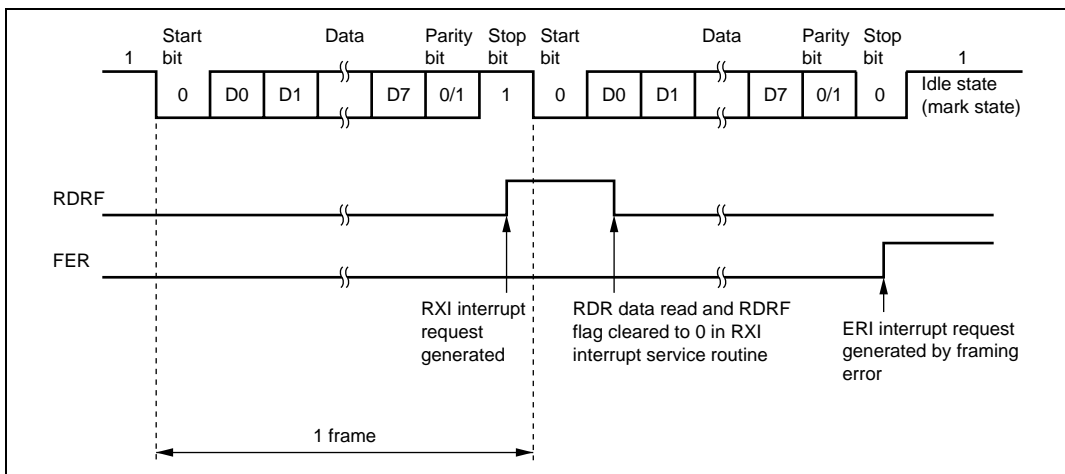 Start bit
Data
Parity bit
Stop bit
Start bit
Data
Parity bit
Stop bit
1
1
0
D0
D1
D7
0/1
1
0
D0
D1
D7
0/1
0
Idle state
(mark state)
RDRF
FER
RXI interrupt
request
generated
RDR data read and RDRF
flag cleared to 0 in RXI
interrupt service routine
ERI interrupt request
generated by framing
error
1 frame